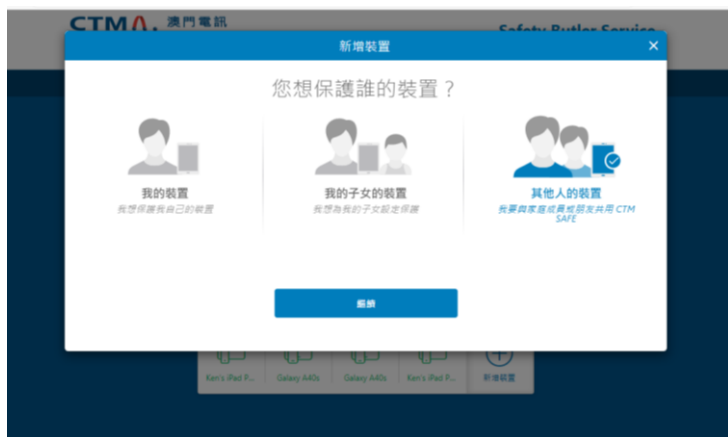 CTM 澳門電訊
Safety Butler Service
新增裝置
您想保護誰的裝置？
我的裝置
我想保護我自己的裝置
我的子女的裝置
我想為我的子女設定保護
其他人的裝置
我要與家庭成員或朋友共用 CTM
SAFE
繼續
Ken's iPad P...
Galaxy A40s
Galaxy A40s
Ken's iPad P...
新增裝置